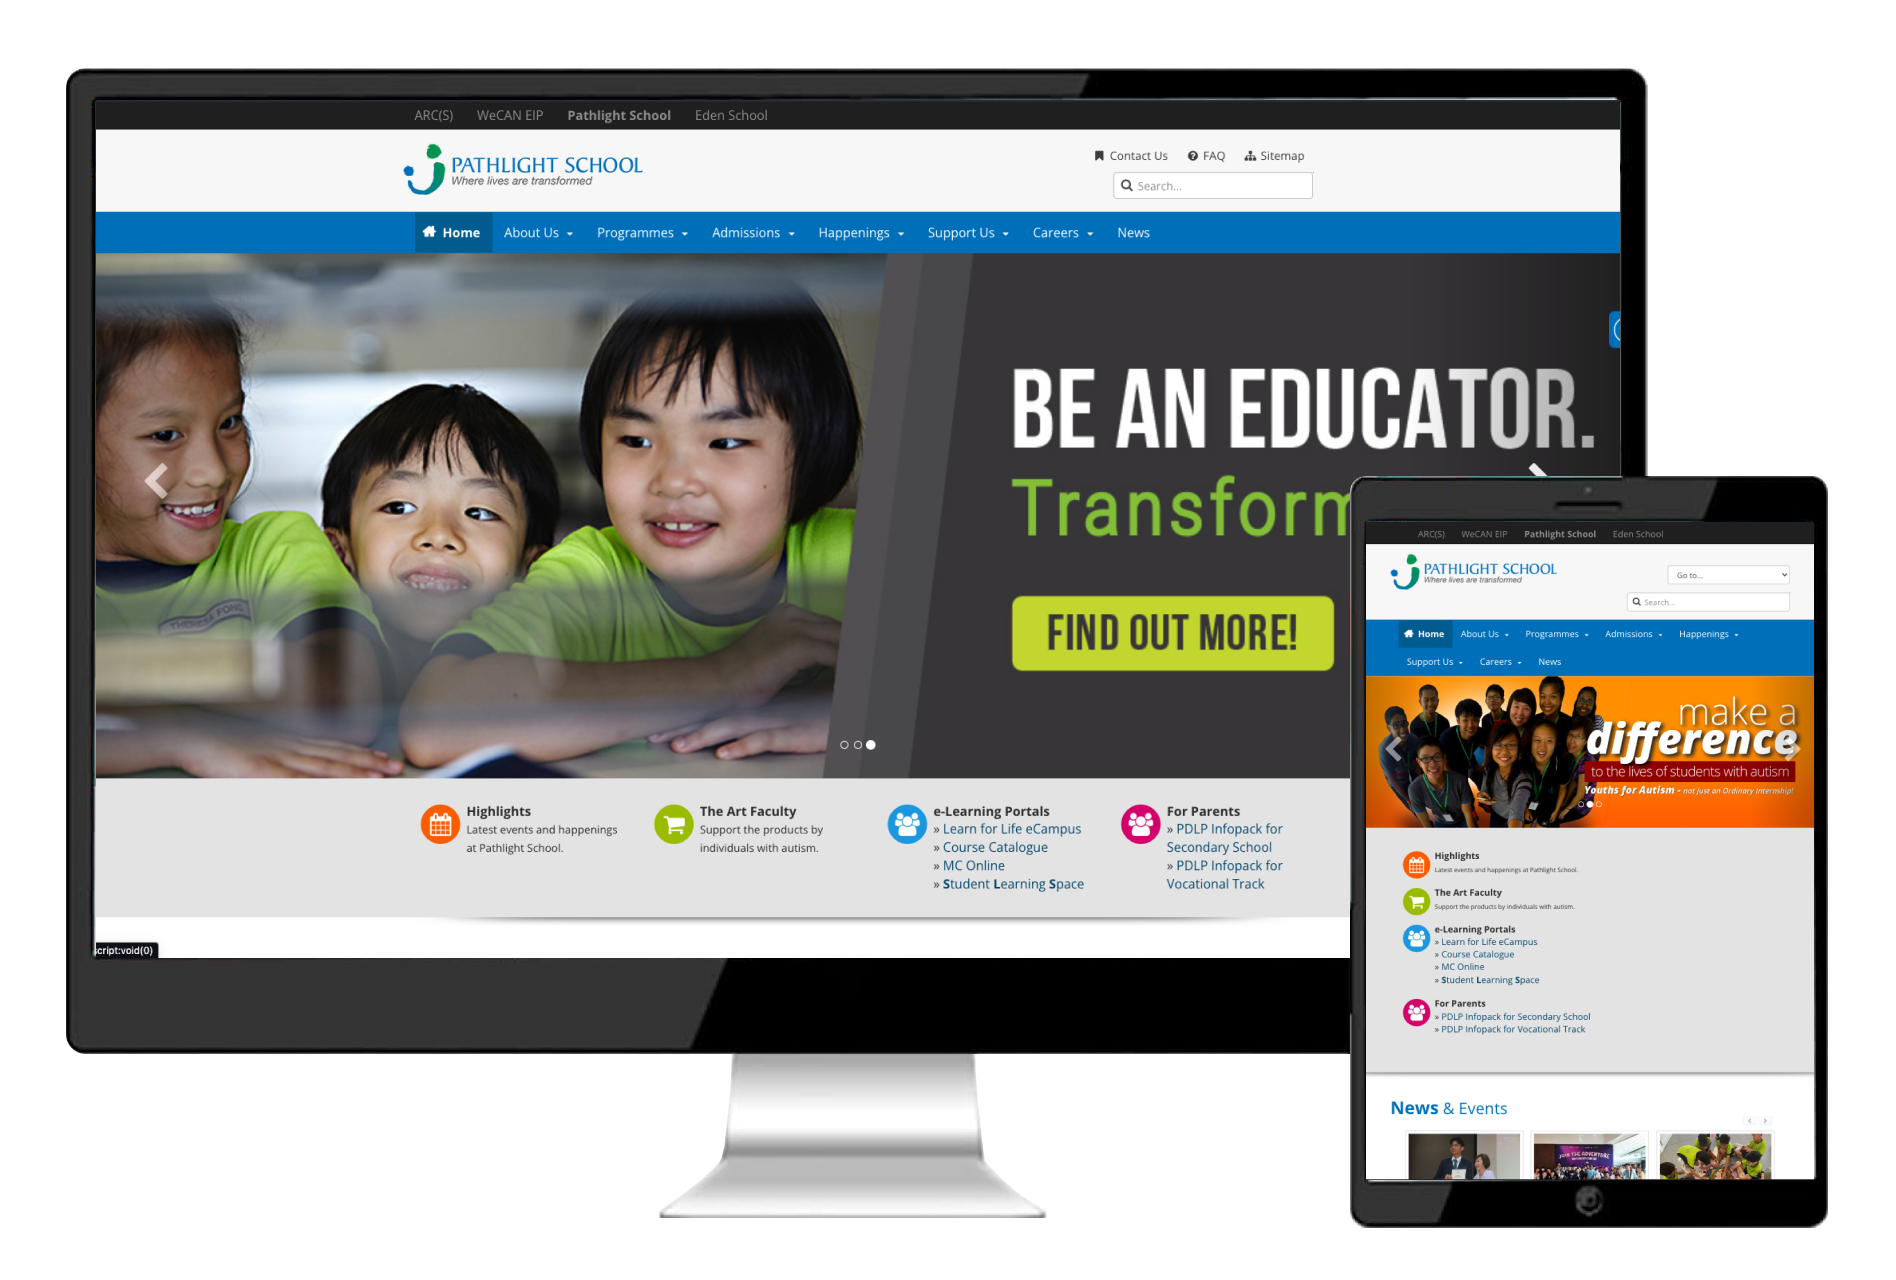 ARC(S) WeCAN EIP Pathlight School Eden School
PATHLIGHT SCHOOL
Where lives are transformed
Contact Us FAQ Sitemap
Search...
Home About Us Programmes Admissions Happenings Support Us Careers News
BE AN EDUCATOR.
Transform
FIND OUT MORE!
THERESA FONG
Highlights
Latest events and happenings
at Pathlight School.
The Art Faculty
Support the products by
individuals with autism.
e-Learning Portals
» Learn for Life eCampus
» Course Catalogue
» MC Online
» Student Learning Space
For Parents
» PDLP Infopack for
Secondary School
» PDLP Infopack for
Vocational Track
script:void(0)
ARC(S) WeCAN EIP Pathlight School Eden School
PATHLIGHT SCHOOL
Where lives are transformed
Go to...
Search...
Home About Us Programmes Admissions Happenings
Support Us Careers News
make a
difference
to the lives of students with autism
Youths for Autism - not just an Ordinary Internship!
Highlights
Latest events and happenings at Pathlight School.
The Art Faculty
Support the products by individuals with autism.
e-Learning Portals
» Learn for Life eCampus
» Course Catalogue
» MC Online
» Student Learning Space
For Parents
» PDLP Infopack for Secondary School
» PDLP Infopack for Vocational Track
News & Events
JOIN THE ADVENTURE